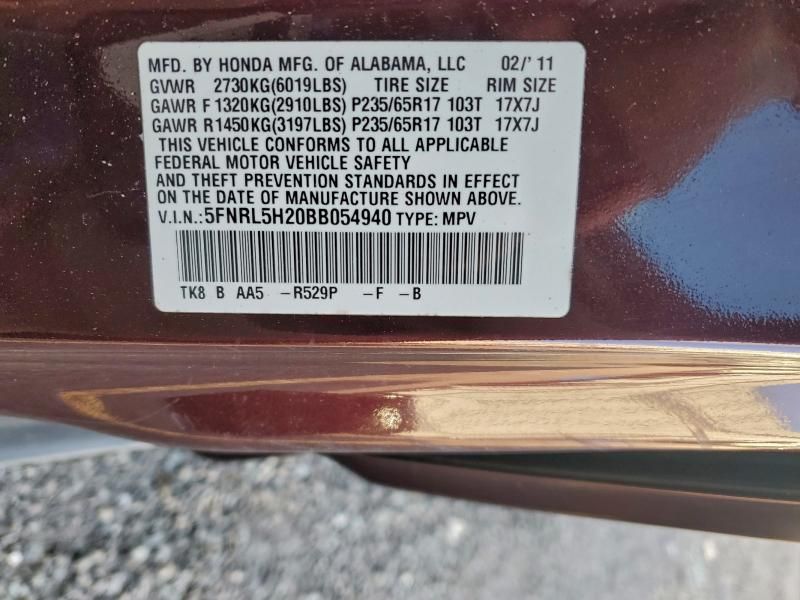 MFD. BY HONDA MFG. OF ALABAMA, LLC 02/' 11
GVWR 2730KG(6019LBS) TIRE SIZE RIM SIZE
GAWR F 1320KG(2910LBS) P235/65R17 103T 17X7J
GAWR R1450KG(3197LBS) P235/65R17 103T 17X7J
THIS VEHICLE CONFORMS TO ALL APPLICABLE
FEDERAL MOTOR VEHICLE SAFETY
AND THEFT PREVENTION STANDARDS IN EFFECT
ON THE DATE OF MANUFACTURE SHOWN ABOVE.
V.I.N.:5FNRL5H20BB054940 TYPE: MPV
TK8 B AA5 -R529P -F -B